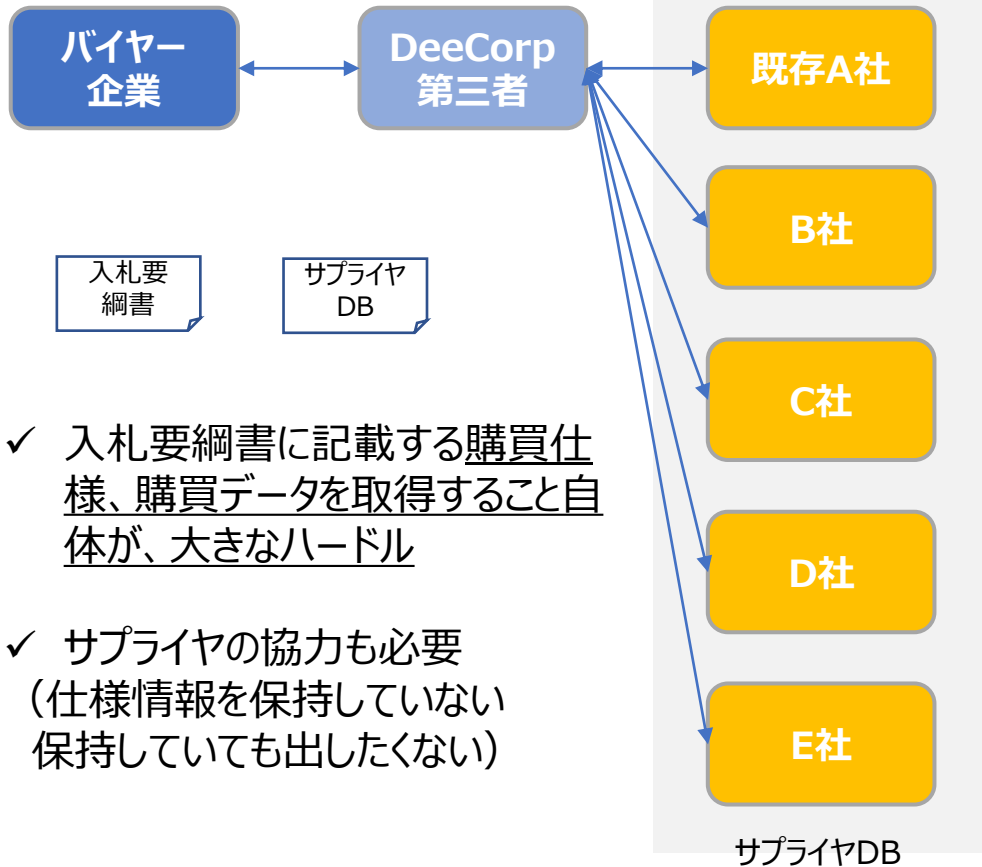 バイヤー
企業
DeeCorp
第三者
既存A社
B社
入札要
綱書
サプライヤ
DB
C社
✓ 入札要綱書に記載する購買仕
様、購買データを取得すること自
体が、大きなハードル
D社
✓ サプライヤの協力も必要
（仕様情報を保持していない
保持していても出したくない）
E社
サプライヤDB